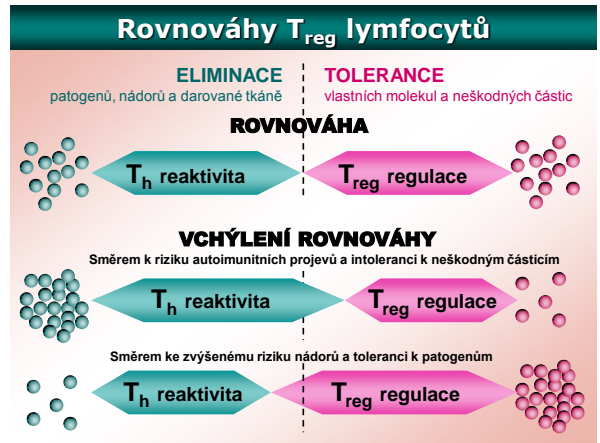 Rovnováhy Treg lymfocytů
ELIMINACE
patogenů, nádorů a darované tkáně
TOLERANCE
vlastních molekul a neškodných částic
ROVNOVÁHA
Th reaktivita
Treg regulace
VCHÝLENÍ ROVNOVÁHY
Směrem k riziku autoimunitních projevů a intoleranci k neškodným částicím
Th reaktivita
Treg regulace
Směrem ke zvýšenému riziku nádorů a toleranci k patogenům
Th reaktivita
Treg regulace